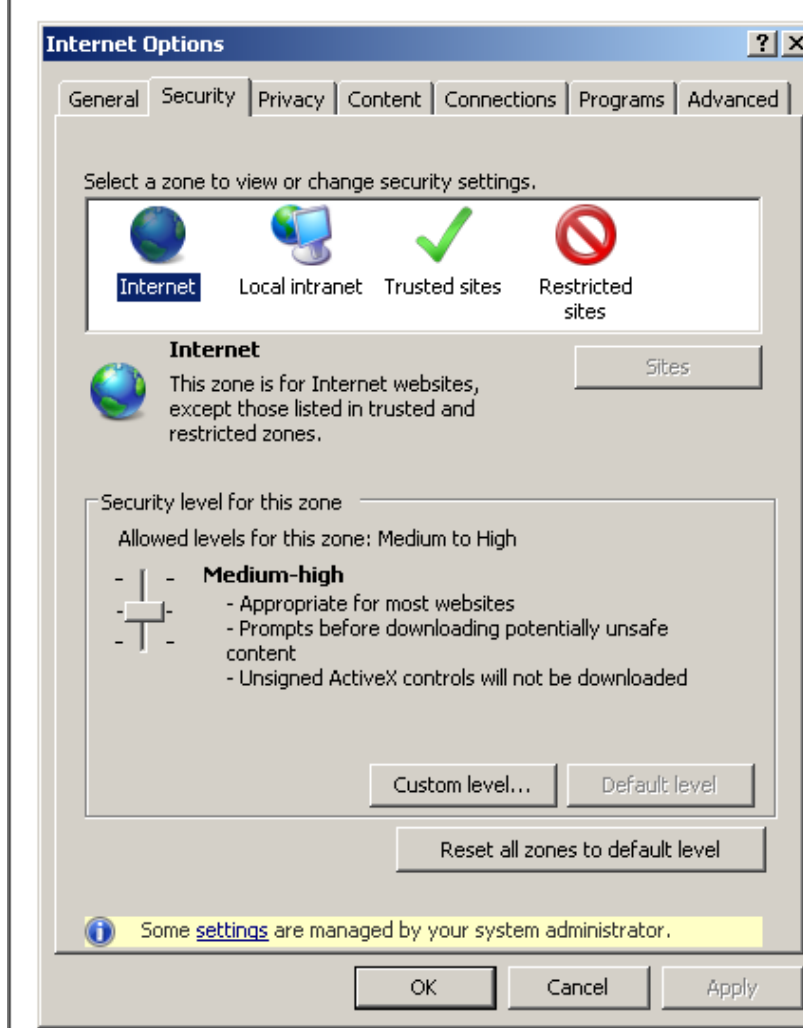 Internet Options
General Security Privacy Content Connections Programs Advanced
Select a zone to view or change security settings.
Internet Local intranet Trusted sites Restricted
sites
Internet
Sites
This zone is for Internet websites,
except those listed in trusted and
restricted zones.
Security level for this zone
Allowed levels for this zone: Medium to High
Medium-high
- Appropriate for most websites
- Prompts before downloading potentially unsafe
content
- Unsigned ActiveX controls will not be downloaded
Custom level... Default level
Reset all zones to default level
Some settings are managed by your system administrator.
OK Cancel Apply